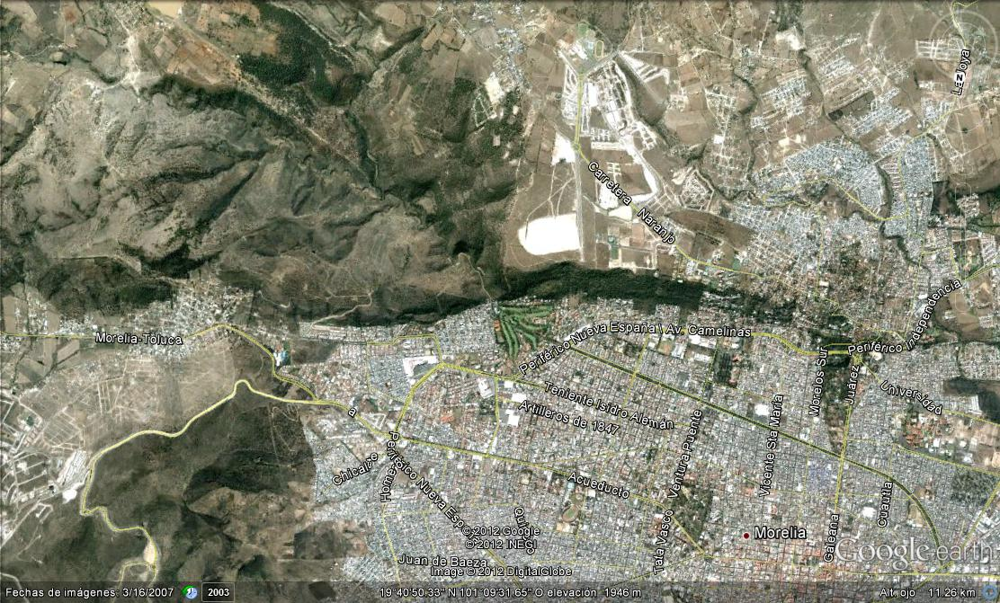 La Joya
N
Carretera Naranjo
Periférico Independencia
Morelia-Toluca
Periférico Nueva España \ Av. Camelinas
Morelos Sur
Juárez
Universidad
Teniente Isidro Alemán
Artilleros de 1847
Ventura Puente
Vicente Sta María
a
Chicalote
Periférico Nueva Esp
Acueducto
Cuautla
Tata Vasco
Galeana
Morelia
© 2012 Google
© 2012 INEGI
Juan de Baeza
Image © 2012 DigitalGlobe
Google earth
Fechas de imágenes: 3/16/2007
2003
19°40'50.33" N 101°09'31.65" O elevación 1946 m
Alt. ojo 11.26 km